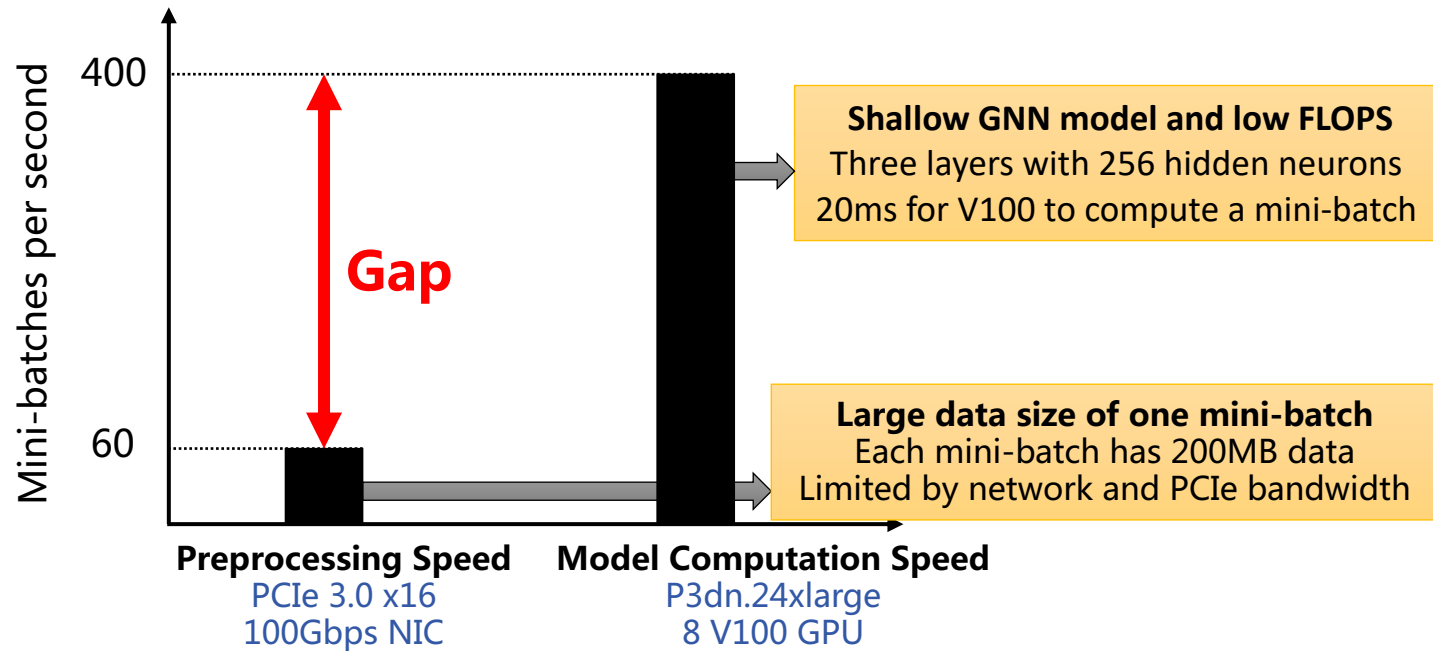 Mini-batches per second
400
60
Gap
Shallow GNN model and low FLOPS
Three layers with 256 hidden neurons
20ms for V100 to compute a mini-batch
Large data size of one mini-batch
Each mini-batch has 200MB data
Limited by network and PCIe bandwidth
Preprocessing Speed
PCIe 3.0 x16
100Gbps NIC
Model Computation Speed
P3dn.24xlarge
8 V100 GPU